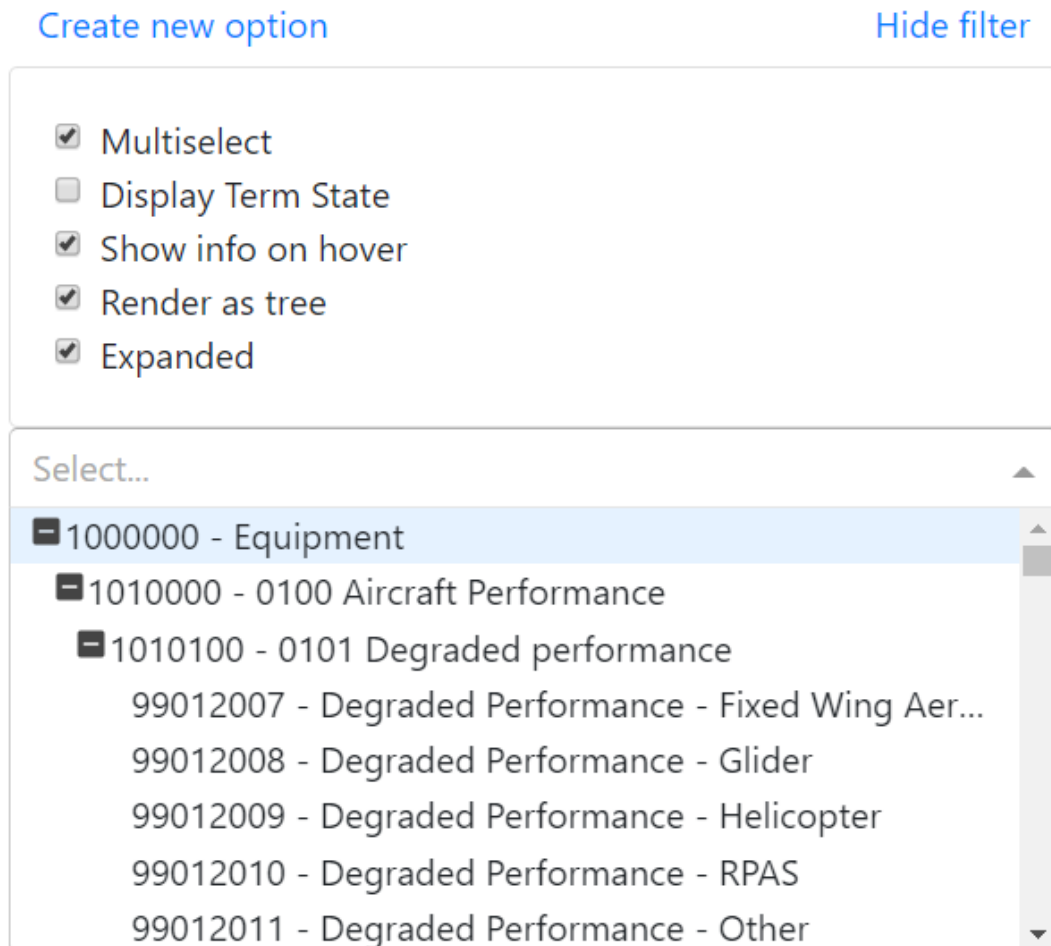 Create new option Hide filter
Multiselect
Display Term State
Show info on hover
Render as tree
Expanded
Select...
1000000 - Equipment
1010000 - 0100 Aircraft Performance
1010100 - 0101 Degraded performance
99012007 - Degraded Performance - Fixed Wing Aer...
99012008 - Degraded Performance - Glider
99012009 - Degraded Performance - Helicopter
99012010 - Degraded Performance - RPAS
99012011 - Degraded Performance - Other